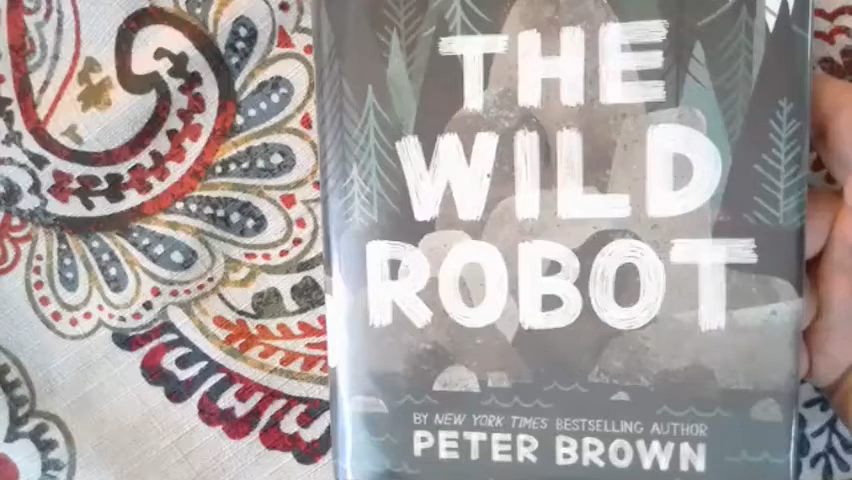 THE
WILD
ROBOT
BY NEW YORK TIMES BESTSELLING AUTHOR
PETER BROWN